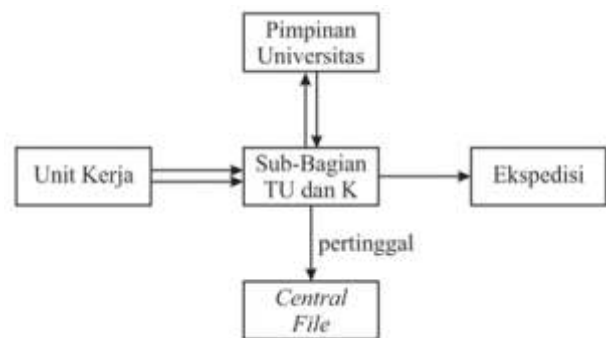 Pimpinan
Universitas
Unit Kerja
Sub-Bagian
TU dan K
Ekspedisi
pertinggal
Central
File